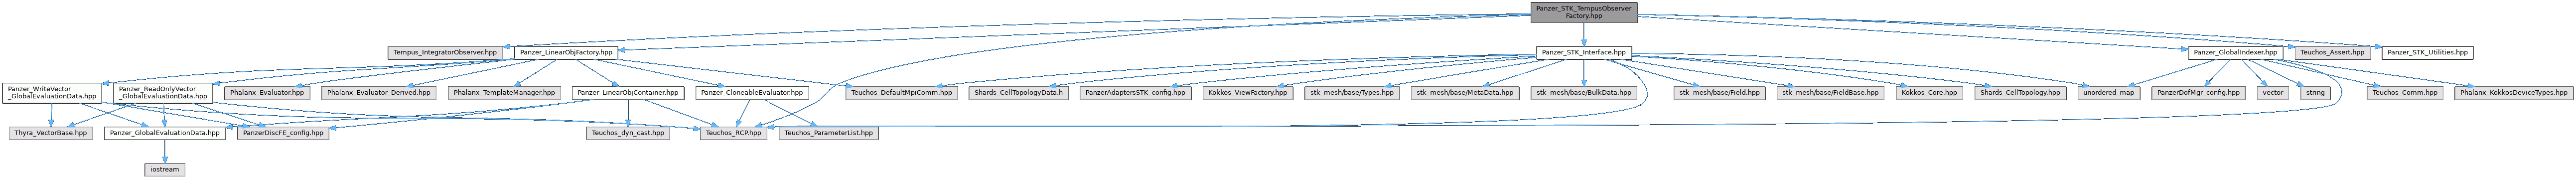 Panzer_STK_TempusObserver
Factory.hpp
Tempus_IntegratorObserver.hpp
Panzer_LinearObjFactory.hpp
Panzer_STK_Interface.hpp
Panzer_GlobalIndexer.hpp
Teuchos_Assert.hpp
Panzer_STK_Utilities.hpp
Panzer_WriteVector
_GlobalEvaluationData.hpp
Panzer_ReadOnlyVector
_GlobalEvaluationData.hpp
Phalanx_Evaluator.hpp
Phalanx_Evaluator_Derived.hpp
Phalanx_TemplateManager.hpp
Panzer_LinearObjContainer.hpp
Panzer_CloneableEvaluator.hpp
Teuchos_DefaultMpiComm.hpp
Shards_CellTopologyData.h
PanzerAdaptersSTK_config.hpp
Kokkos_ViewFactory.hpp
stk_mesh/base/Types.hpp
stk_mesh/base/MetaData.hpp
stk_mesh/base/BulkData.hpp
stk_mesh/base/Field.hpp
stk_mesh/base/FieldBase.hpp
Kokkos_Core.hpp
Shards_CellTopology.hpp
unordered_map
PanzerDofMgr_config.hpp
vector
string
Teuchos_Comm.hpp
Phalanx_KokkosDeviceTypes.hpp
Thyra_VectorBase.hpp
Panzer_GlobalEvaluationData.hpp
PanzerDiscFE_config.hpp
Teuchos_dyn_cast.hpp
Teuchos_RCP.hpp
Teuchos_ParameterList.hpp
iostream